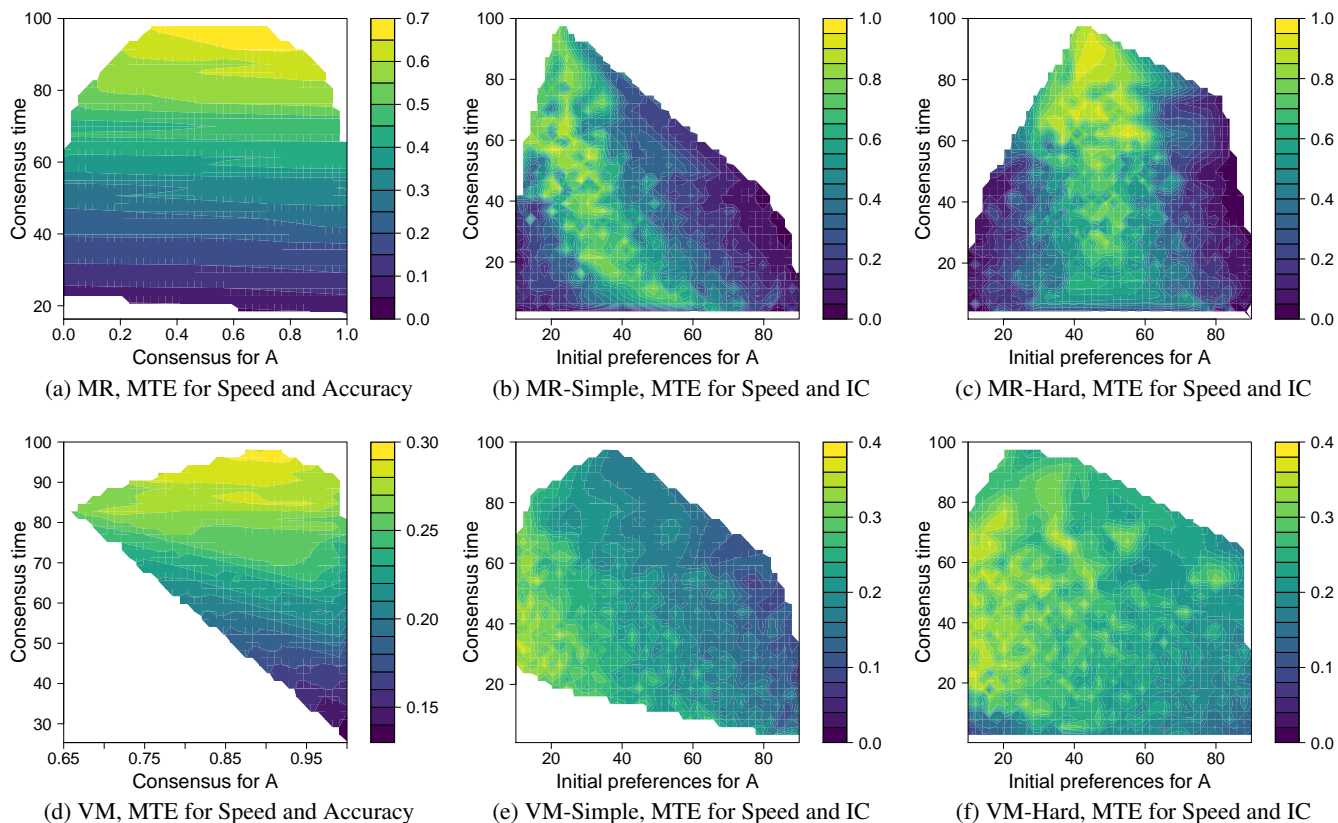 100
80
60
40
20
Consensus time
0.0 0.2 0.4 0.6 0.8 1.0
Consensus for A
0.7
0.6
0.5
0.4
0.3
0.2
0.1
0.0
(a) MR, MTE for Speed and Accuracy
100
80
60
40
20
Consensus time
20 40 60 80
Initial preferences for A
1.0
0.8
0.6
0.4
0.2
0.0
(b) MR-Simple, MTE for Speed and IC
100
80
60
40
20
Consensus time
20 40 60 80
Initial preferences for A
1.0
0.8
0.6
0.4
0.2
0.0
(c) MR-Hard, MTE for Speed and IC
100
90
80
70
60
50
40
30
Consensus time
0.65 0.75 0.85 0.95
Consensus for A
0.30
0.25
0.20
0.15
(d) VM, MTE for Speed and Accuracy
100
80
60
40
20
Consensus time
20 40 60 80
Initial preferences for A
0.4
0.3
0.2
0.1
0.0
(e) VM-Simple, MTE for Speed and IC
100
80
60
40
20
Consensus time
20 40 60 80
Initial preferences for A
0.4
0.3
0.2
0.1
0.0
(f) VM-Hard, MTE for Speed and IC